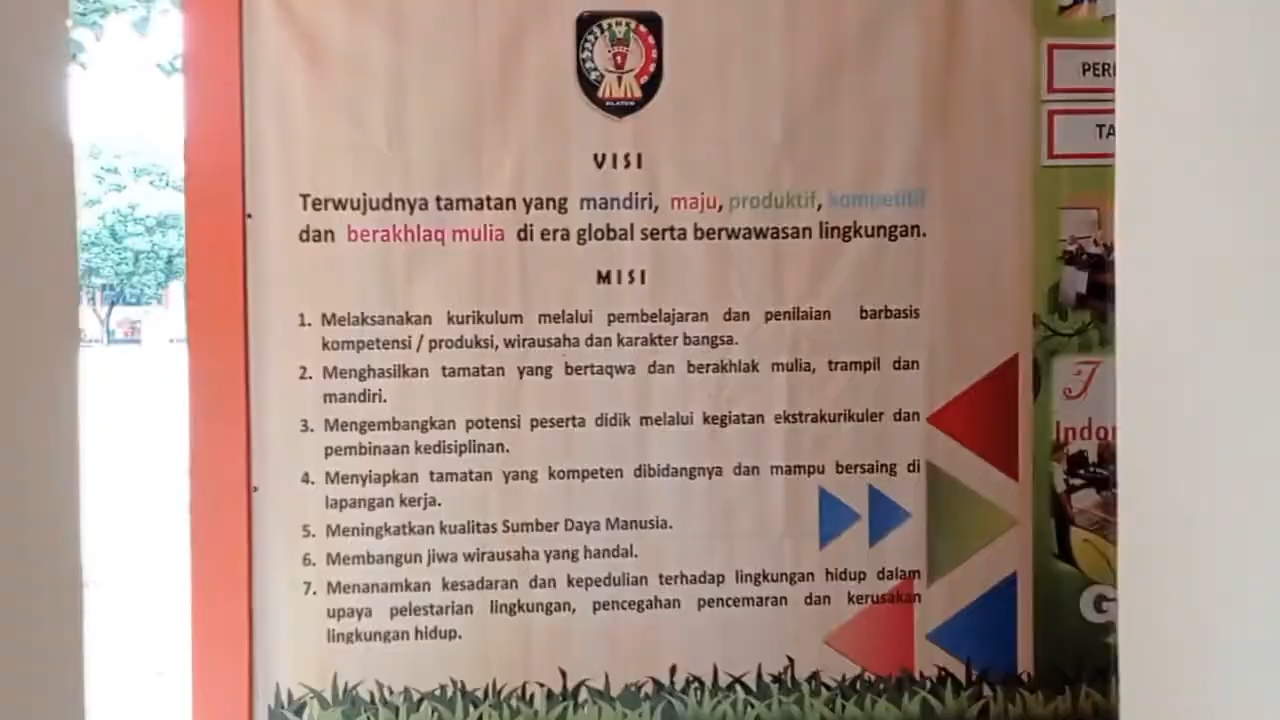 KLATEN
VISI
Terwujudnya tamatan yang mandiri, maju, produktif, kompetitif
dan berakhlaq mulia di era global serta berwawasan lingkungan.
MISI
1. Melaksanakan kurikulum melalui pembelajaran dan penilaian barbasis
kompetensi / produksi, wirausaha dan karakter bangsa.
2. Menghasilkan tamatan yang bertaqwa dan berakhlak mulia, trampil dan
mandiri.
3. Mengembangkan potensi peserta didik melalui kegiatan ekstrakurikuler dan
pembinaan kedisiplinan.
4. Menyiapkan tamatan yang kompeten dibidangnya dan mampu bersaing di
lapangan kerja.
5. Meningkatkan kualitas Sumber Daya Manusia.
6. Membangun jiwa wirausaha yang handal.
7. Menanamkan kesadaran dan kepedulian terhadap lingkungan hidup dalam
upaya pelestarian lingkungan, pencegahan pencemaran dan kerusakan
lingkungan hidup.
PERI
TA
Indor
G